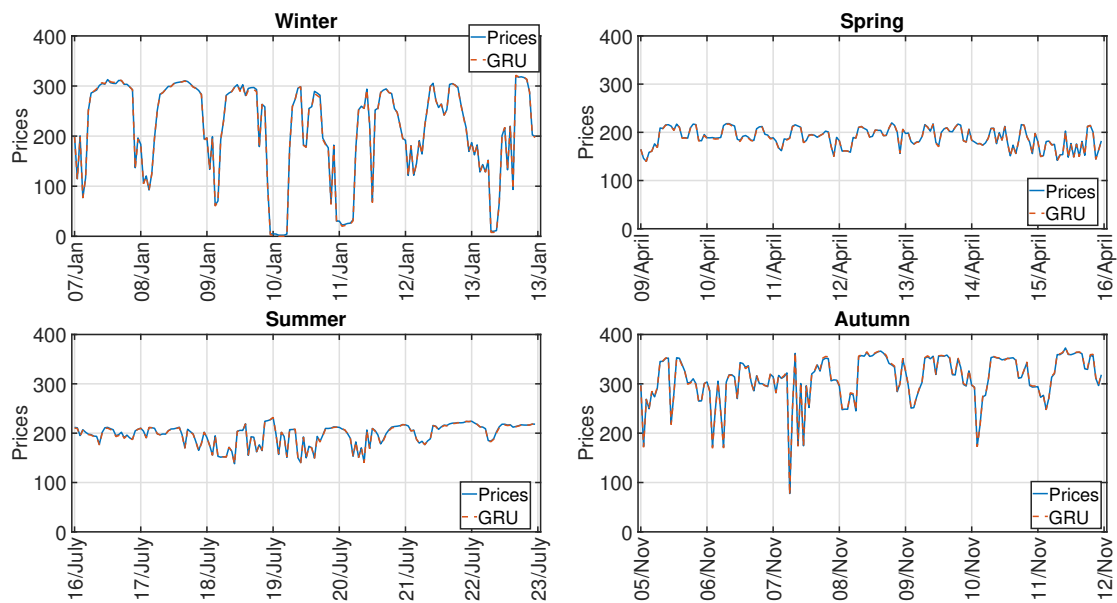 Winter
Prices
400
300
200
100
0
07/Jan
08/Jan
09/Jan
10/Jan
11/Jan
12/Jan
13/Jan
13/Jan
Prices
GRU
Spring
Prices
400
300
200
100
0
09/April
10/April
11/April
12/April
13/April
14/April
15/April
16/April
Prices
GRU
Summer
Prices
400
300
200
100
0
16/July
17/July
18/July
19/July
20/July
21/July
22/July
23/July
Prices
GRU
Autumn
Prices
400
300
200
100
0
05/Nov
06/Nov
07/Nov
08/Nov
09/Nov
10/Nov
11/Nov
12/Nov
Prices
GRU